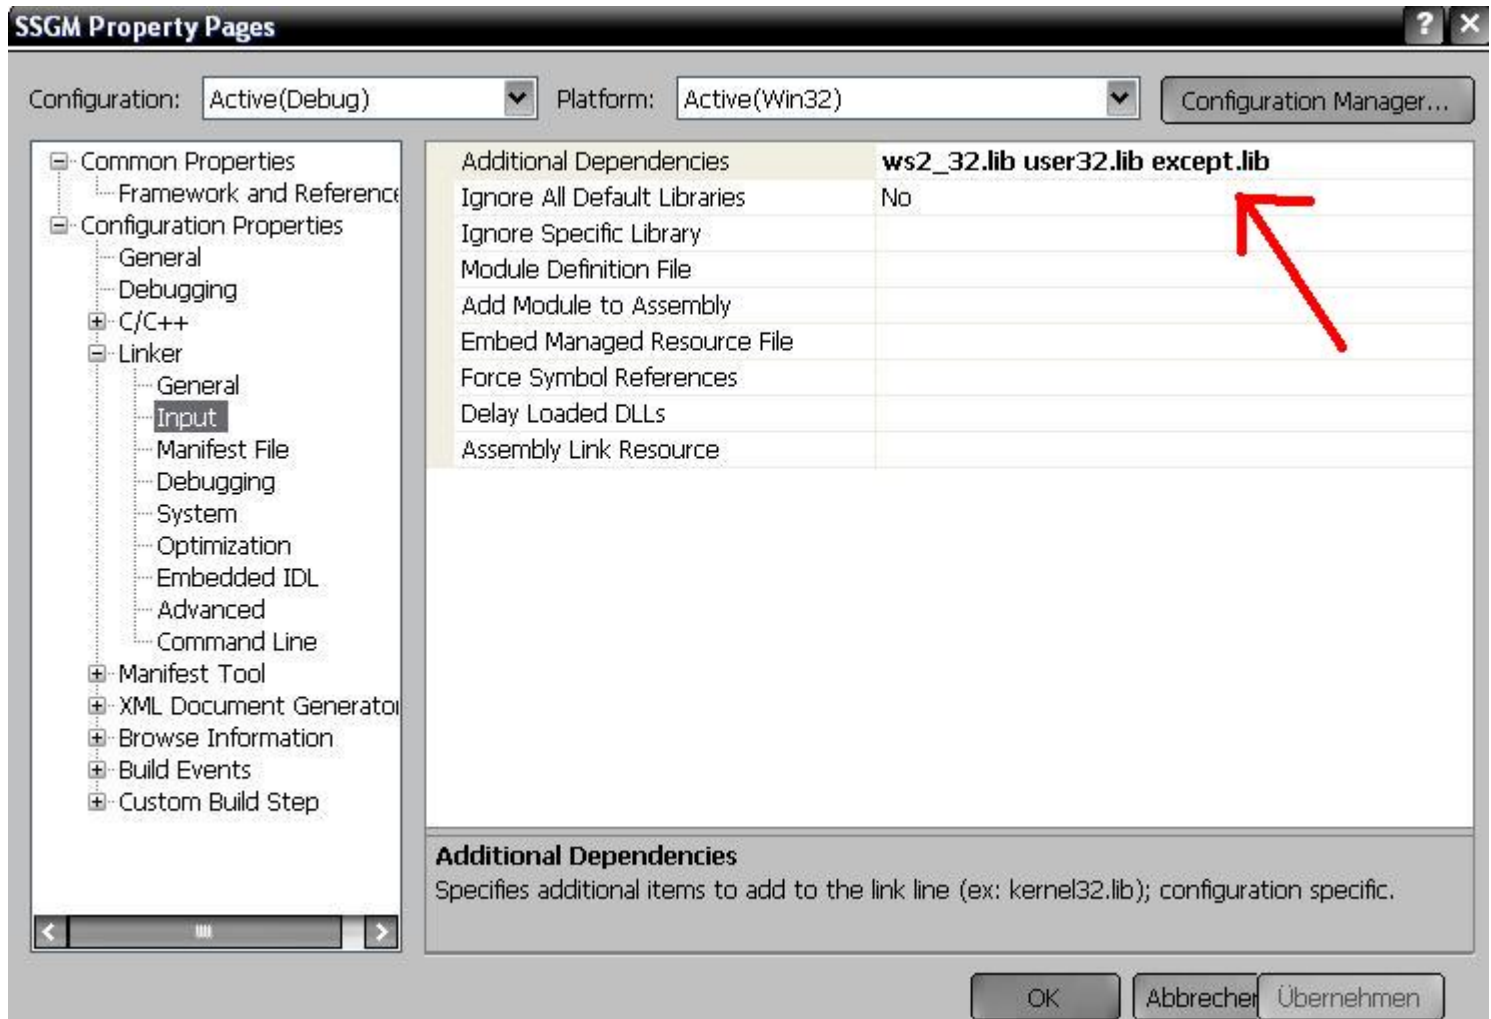 SSGM Property Pages
Configuration: Active(Debug) Platform: Active(Win32) Configuration Manager...
Common Properties
Framework and Reference
Configuration Properties
General
Debugging
C/C++
Linker
General
Input
Manifest File
Debugging
System
Optimization
Embedded IDL
Advanced
Command Line
Manifest Tool
XML Document Generator
Browse Information
Build Events
Custom Build Step
Additional Dependencies ws2_32.lib user32.lib except.lib
Ignore All Default Libraries No
Ignore Specific Library
Module Definition File
Add Module to Assembly
Embed Managed Resource File
Force Symbol References
Delay Loaded DLLs
Assembly Link Resource
Additional Dependencies
Specifies additional items to add to the link line (ex: kernel32.lib); configuration specific.
OK Abbrecher Übernehmen